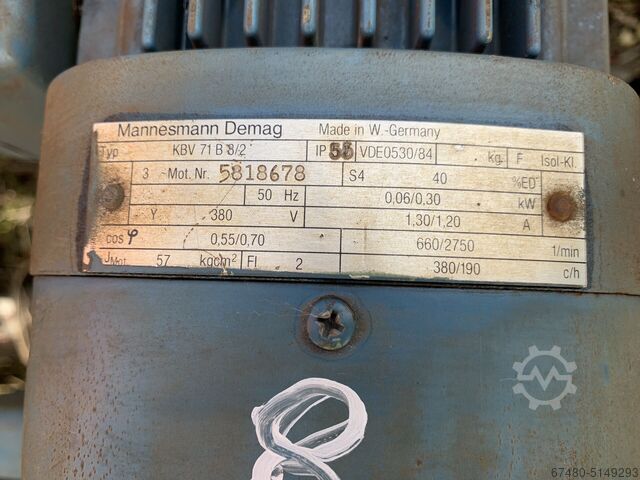 Mannesmann Demag Made in W.-Germany
Typ KBV 71 B 8/2 IP VDE0530/84 kg F Isol-Kl.
3 ~Mot. Nr. 5818678 S4 40 %ED
50 Hz 0,06/0,30 kW
Y 380 V 1,30/1,20 A
cos φ 0,55/0,70 660/2750 1/min
JMot. 57 kgcm² FI 2 380/190 c/h
8
67480-5149293